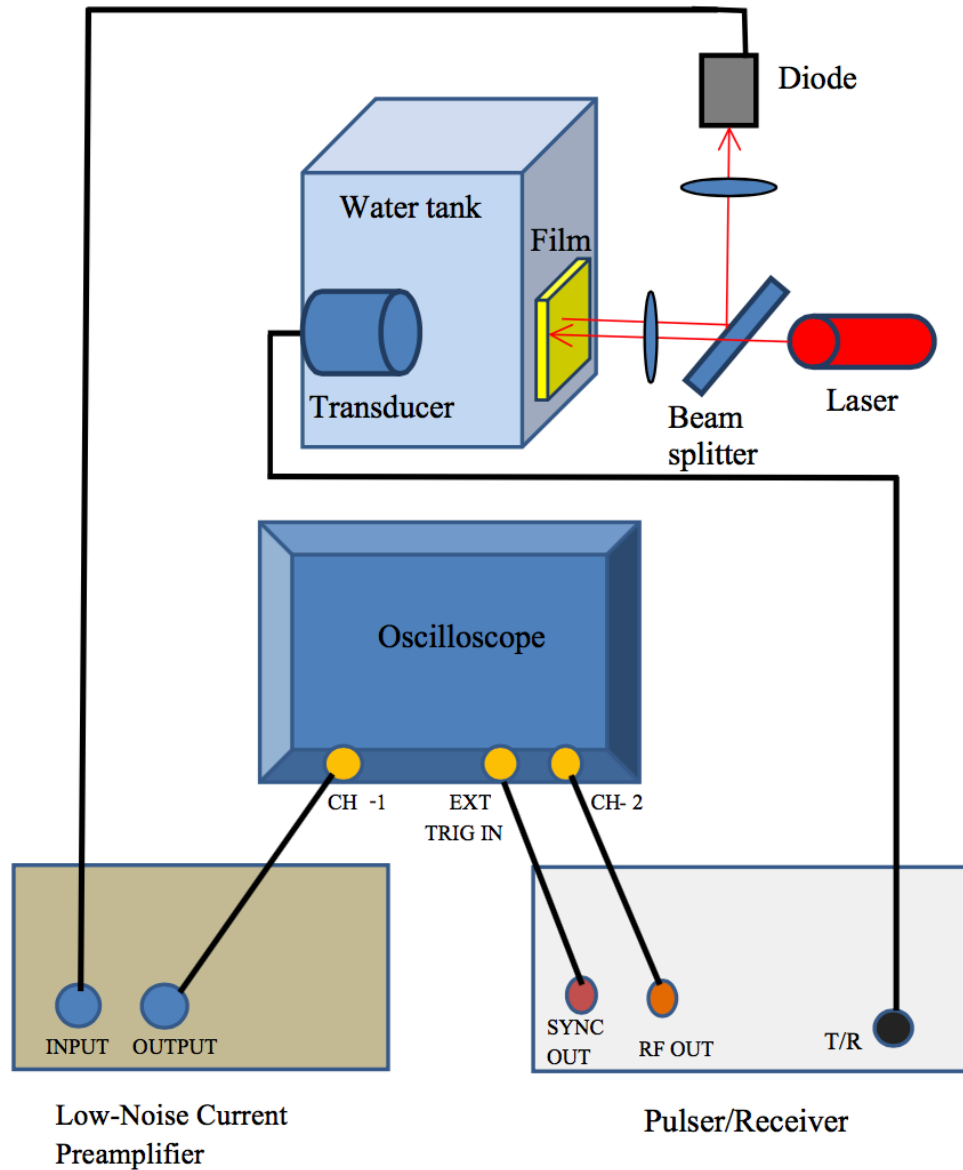 Diode
Water tank
Film
Transducer
Laser
Beam
splitter
Oscilloscope
CH -1
EXT
TRIG IN
CH- 2
INPUT
OUTPUT
SYNC
OUT
RF OUT
T/R
Low-Noise Current
Preamplifier
Pulser/Receiver